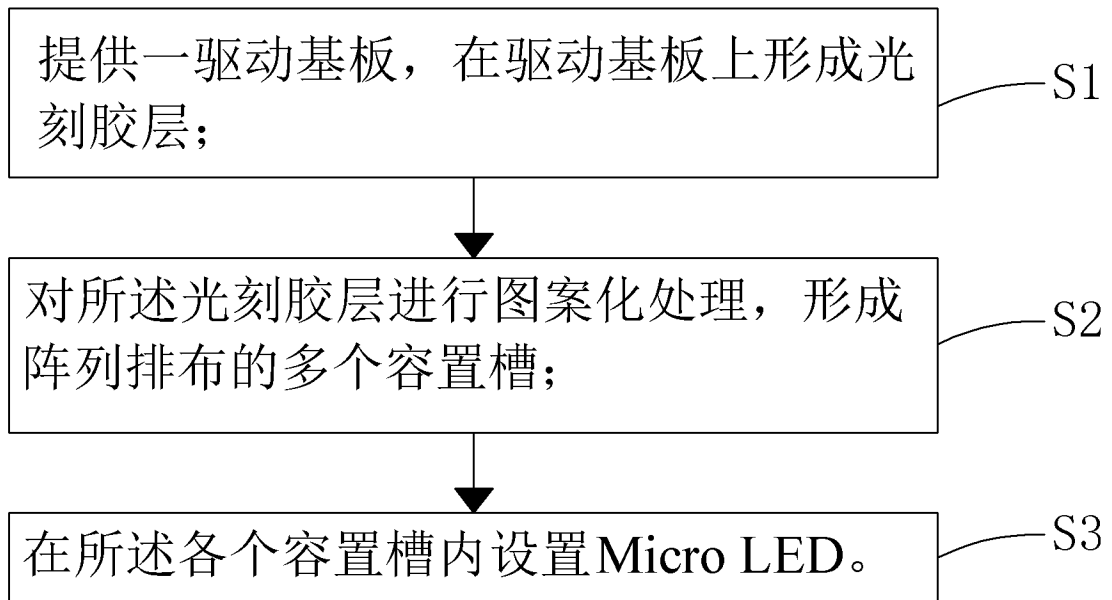 提供一驱动基板，在驱动基板上形成光
刻胶层；
S1
对所述光刻胶层进行图案化处理，形成
阵列排布的多个容置槽；
S2
在所述各个容置槽内设置Micro LED。
S3